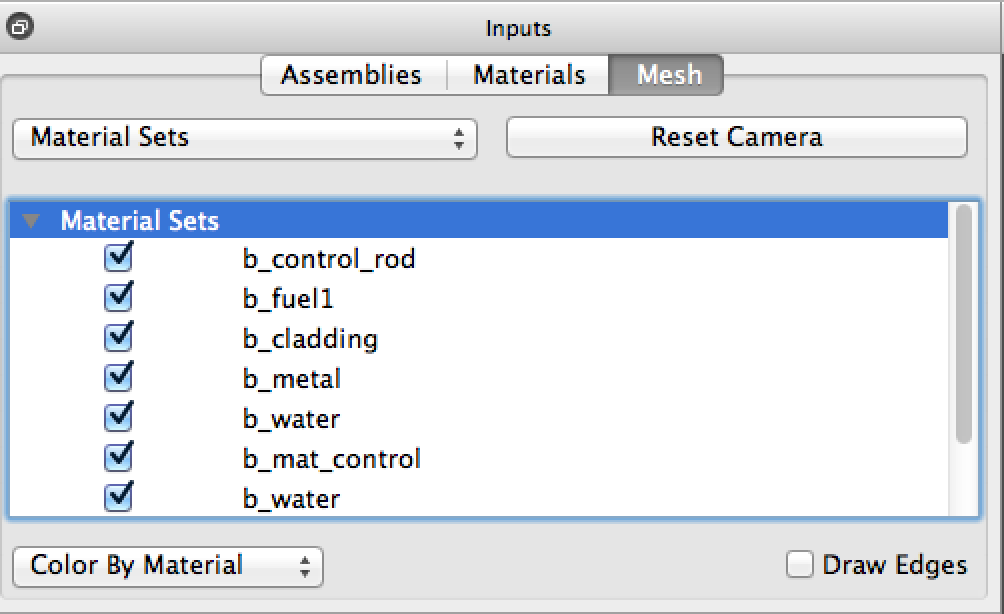 Inputs
Assemblies Materials Mesh
Material Sets Reset Camera
Material Sets
b_control_rod
b_fuel1
b_cladding
b_metal
b_water
b_mat_control
b_water
Color By Material Draw Edges